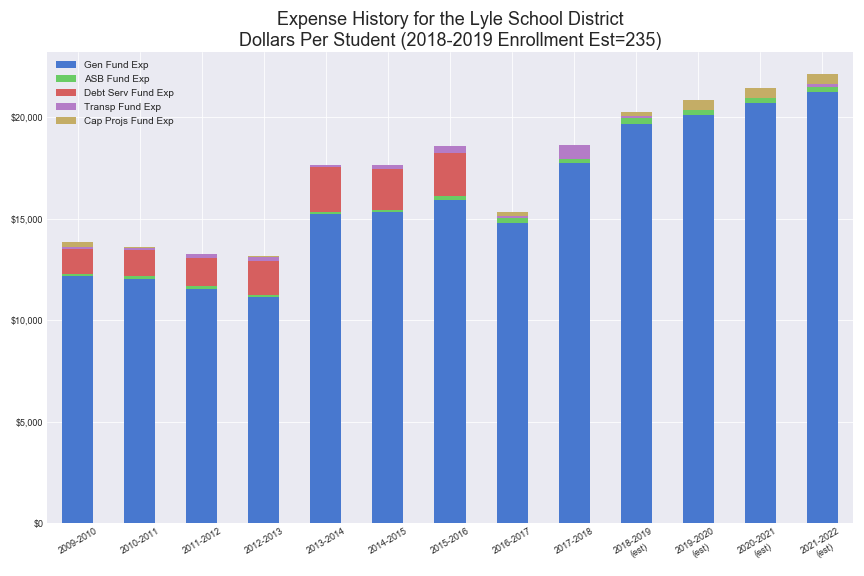 Expense History for the Lyle School District
Dollars Per Student (2018-2019 Enrollment Est=235)
Gen Fund Exp
ASB Fund Exp
Debt Serv Fund Exp
Transp Fund Exp
Cap Projs Fund Exp
$20,000
$15,000
$10,000
$5,000
$0
2009-2010
2010-2011
2011-2012
2012-2013
2013-2014
2014-2015
2015-2016
2016-2017
2017-2018
2018-2019
(est)
2019-2020
(est)
2020-2021
(est)
2021-2022
(est)